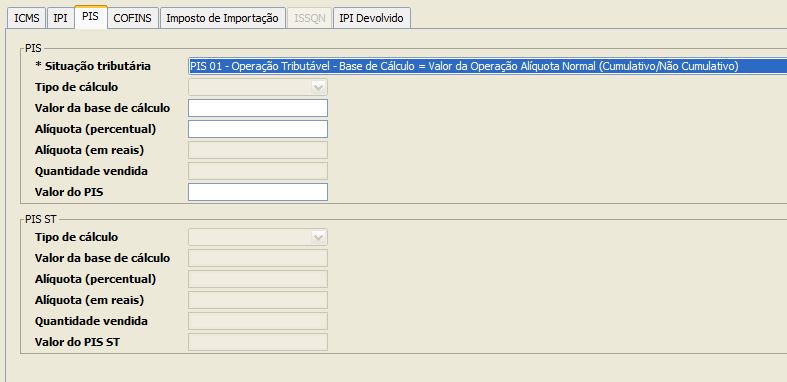 ICMS IPI PIS COFINS Imposto de Importação ISSQN IPI Devolvido
PIS
* Situação tributária PIS 01 - Operação Tributável - Base de Cálculo = Valor da Operação Alíquota Normal (Cumulativo/Não Cumulativo)
Tipo de cálculo
Valor da base de cálculo
Alíquota (percentual)
Alíquota (em reais)
Quantidade vendida
Valor do PIS
PIS ST
Tipo de cálculo
Valor da base de cálculo
Alíquota (percentual)
Alíquota (em reais)
Quantidade vendida
Valor do PIS ST